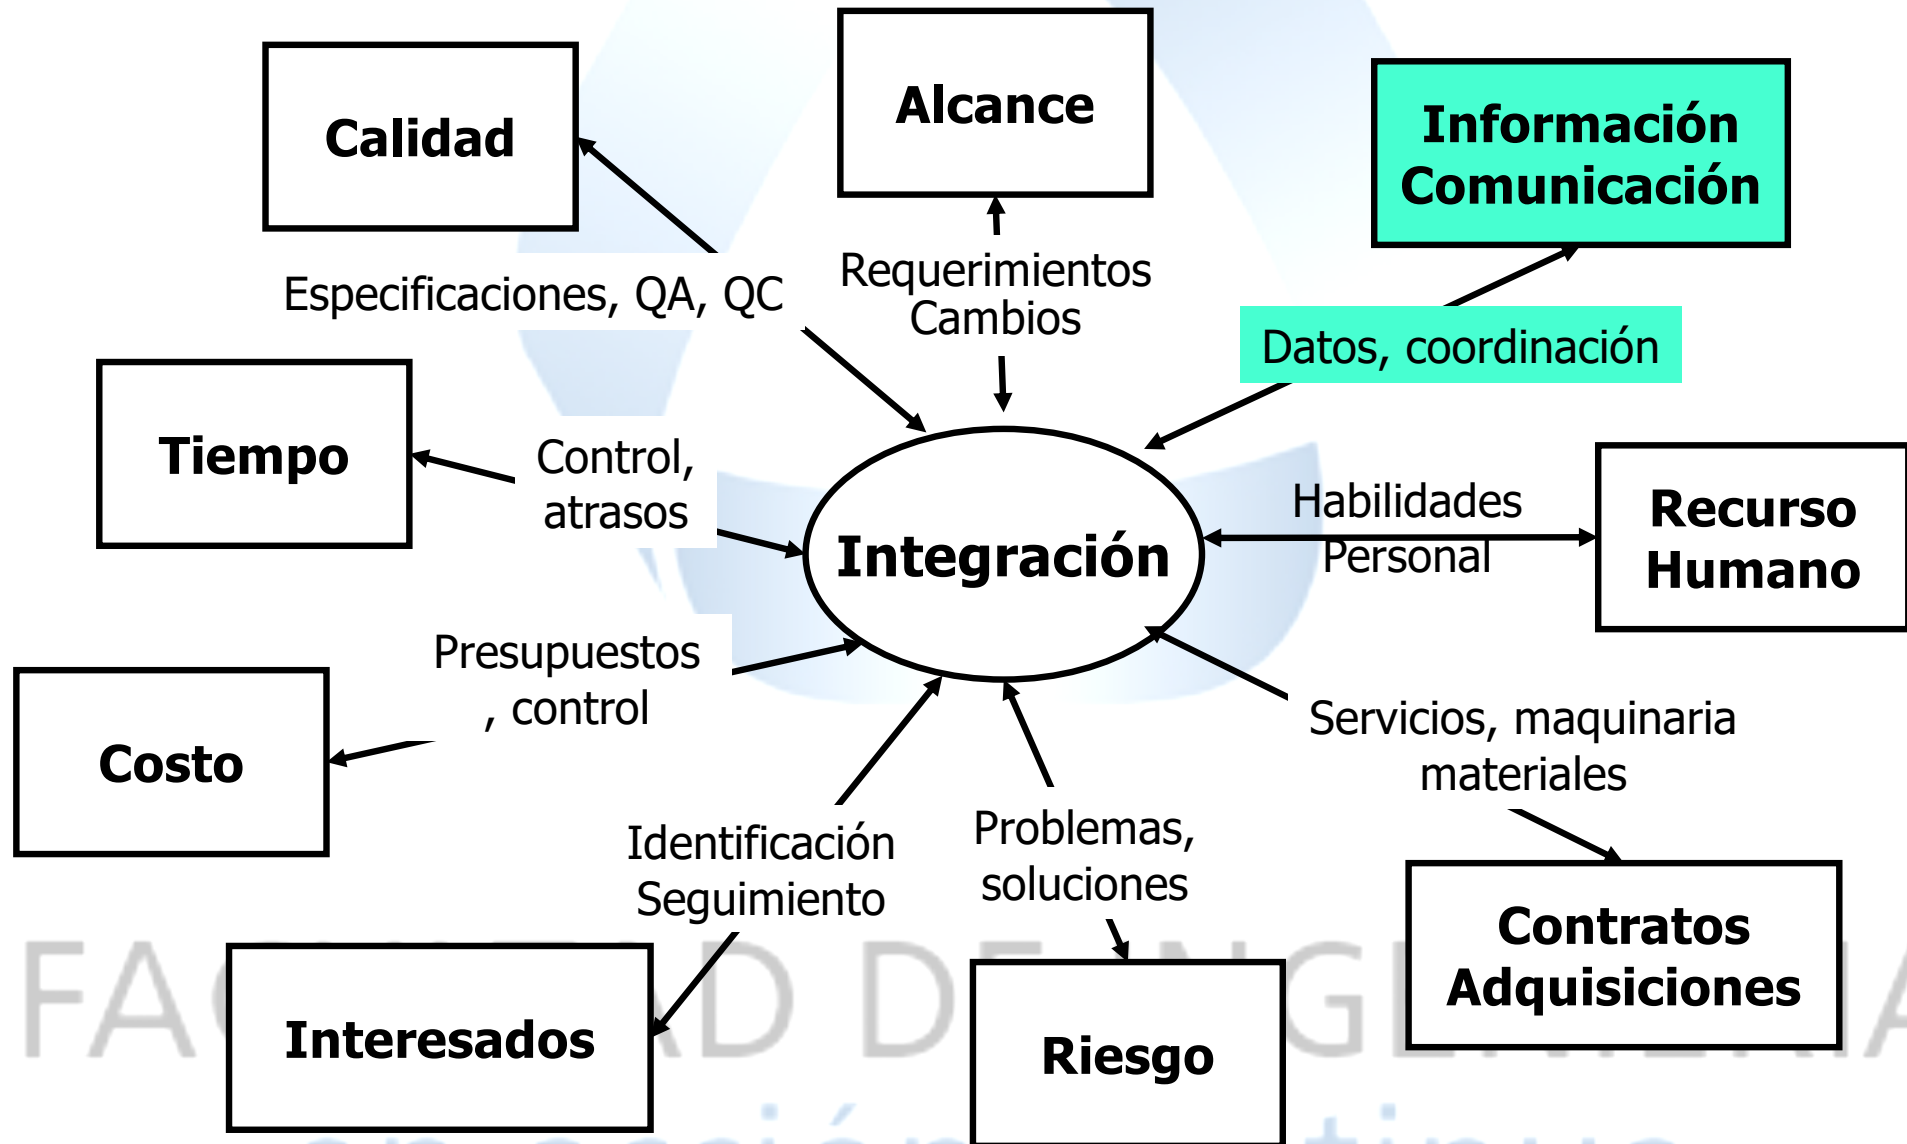 Calidad
Alcance
Información
Comunicación
Especificaciones, QA, QC
Requerimientos
Cambios
Datos, coordinación
Tiempo
Control,
atrasos
Integración
Habilidades
Personal
Recurso
Humano
Presupuestos
, control
Costo
Servicios, maquinaria
materiales
Identificación
Seguimiento
Problemas,
soluciones
Contratos
Adquisiciones
Interesados
Riesgo